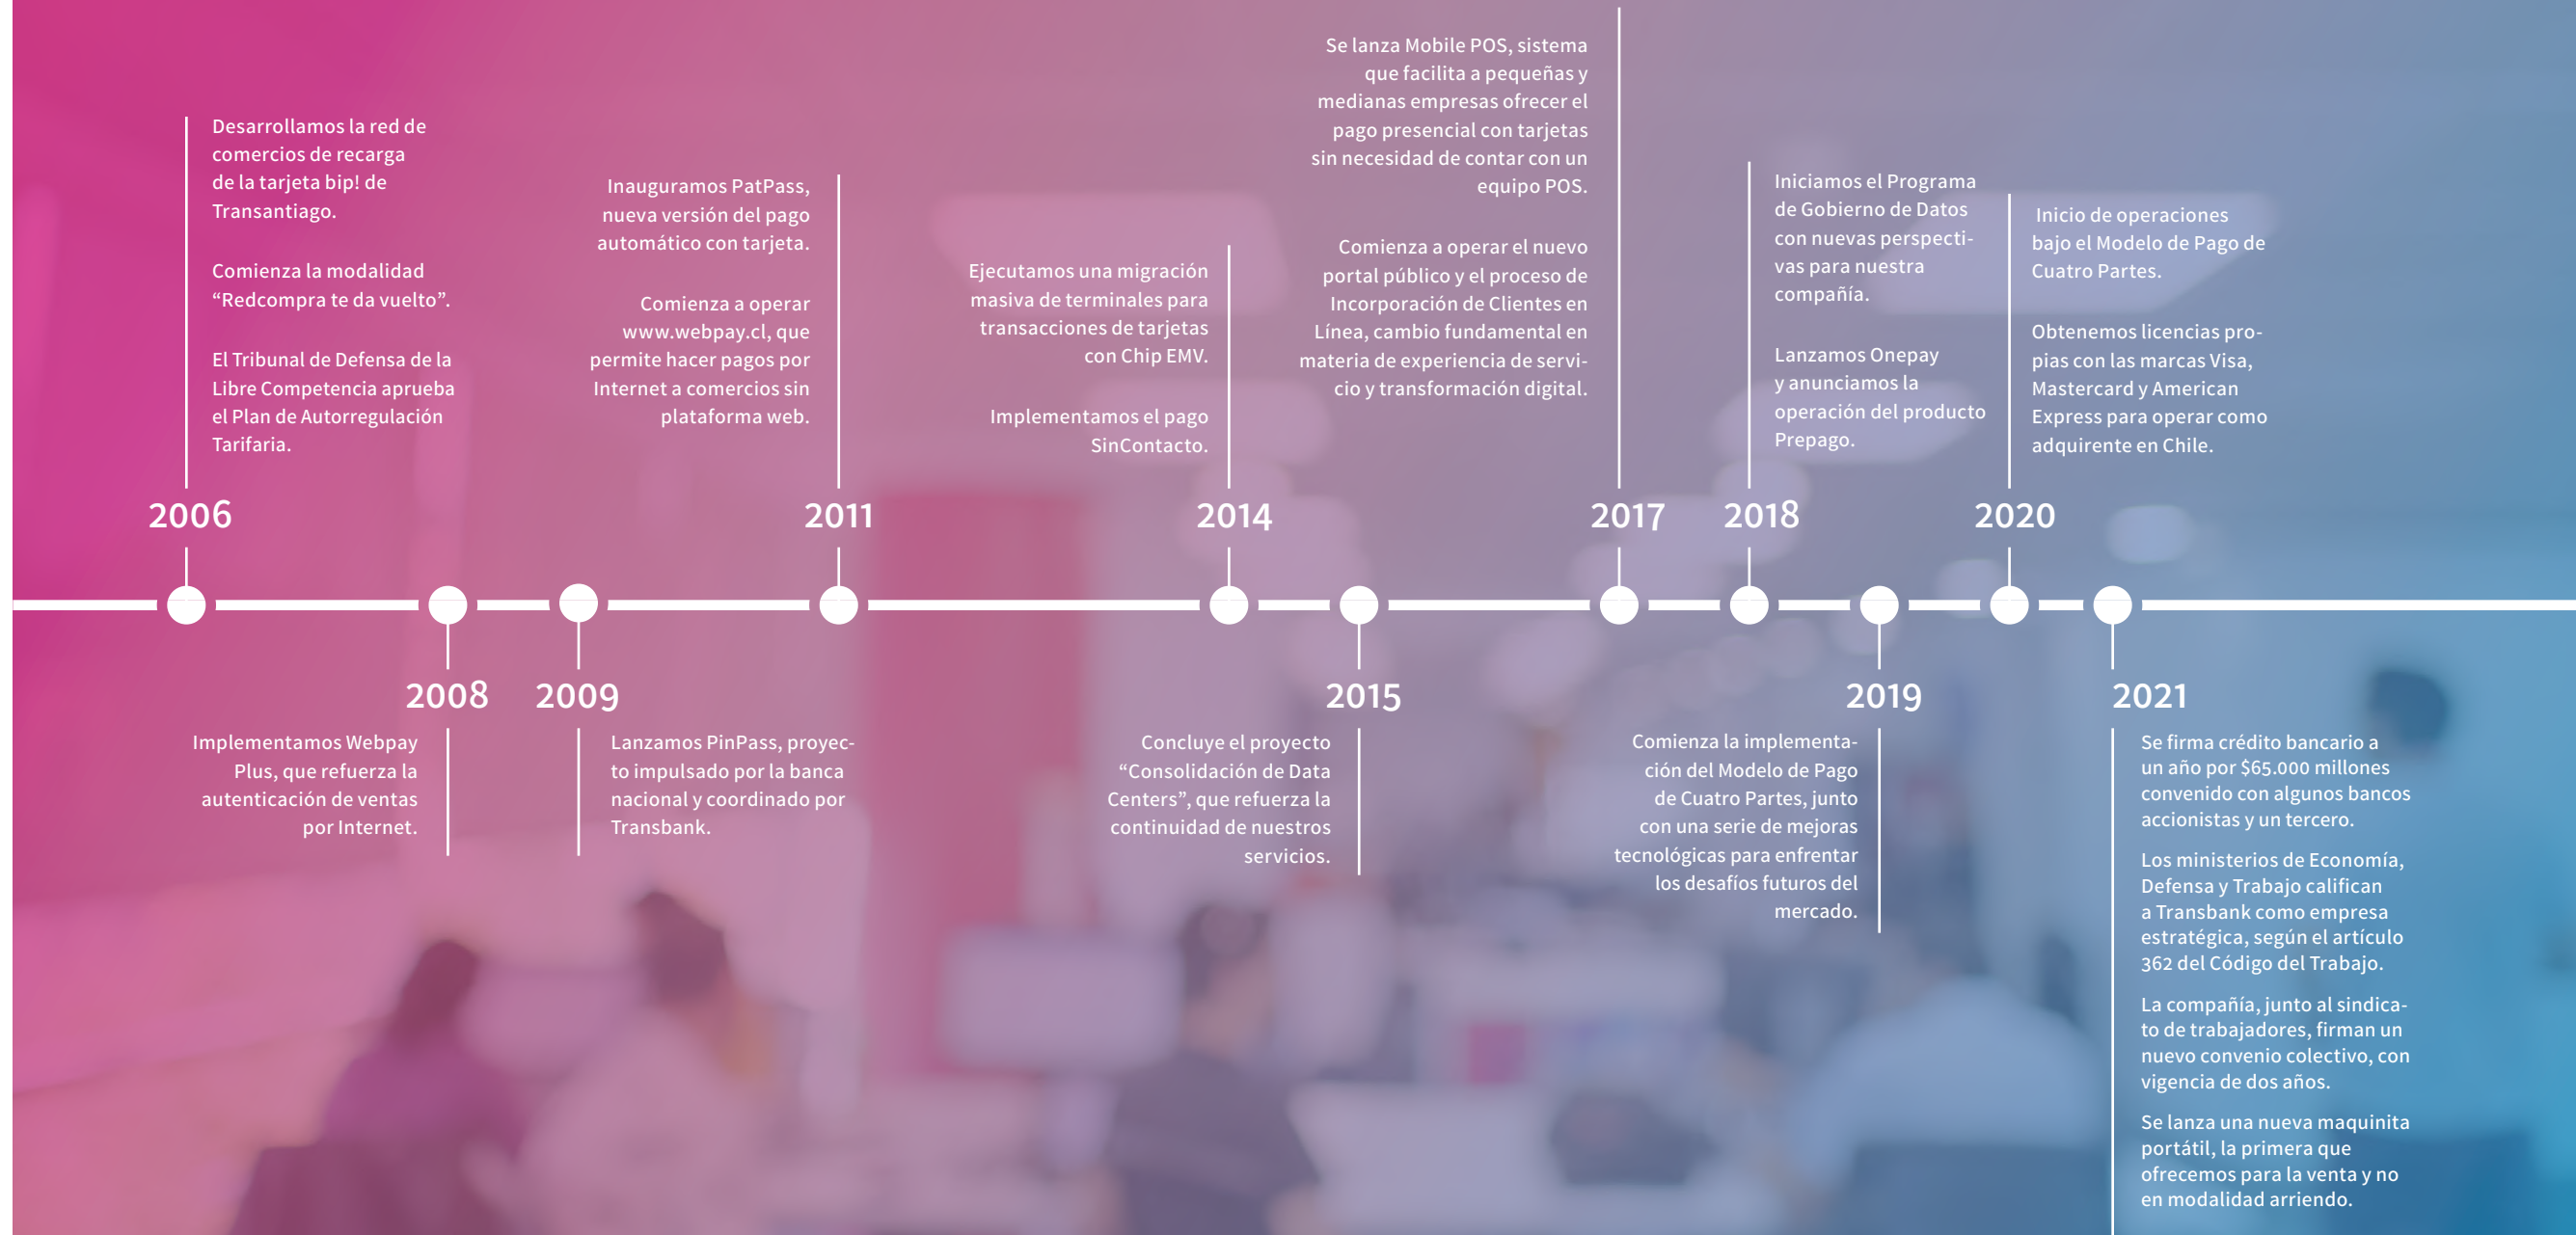 Desarrollamos la red de
comercios de recarga
de la tarjeta bip! de
Transantiago.
Comienza la modalidad
“Redcompra te da vuelto”.
El Tribunal de Defensa de la
Libre Competencia aprueba
el Plan de Autorregulación
Tarifaria.
2006
Implementamos Webpay
Plus, que refuerza la
autenticación de ventas
por Internet.
2008
2009
Lanzamos PinPass, proyec-
to impulsado por la banca
nacional y coordinado por
Transbank.
Inauguramos PatPass,
nueva versión del pago
automático con tarjeta.
Comienza a operar
www.webpay.cl, que
permite hacer pagos por
Internet a comercios sin
plataforma web.
2011
Ejecutamos una migración
masiva de terminales para
transacciones de tarjetas
con Chip EMV.
Implementamos el pago
SinContacto.
2014
2015
Concluye el proyecto
“Consolidación de Data
Centers”, que refuerza la
continuidad de nuestros
servicios.
Se lanza Mobile POS, sistema
que facilita a pequeñas y
medianas empresas ofrecer el
pago presencial con tarjetas
sin necesidad de contar con un
equipo POS.
Comienza a operar el nuevo
portal público y el proceso de
Incorporación de Clientes en
Línea, cambio fundamental en
materia de experiencia de servi-
cio y transformación digital.
2017
2018
Iniciamos el Programa
de Gobierno de Datos
con nuevas perspecti-
vas para nuestra
compañía.
Lanzamos Onepay
y anunciamos la
operación del producto
Prepago.
2019
Comienza la implementa-
ción del Modelo de Pago
de Cuatro Partes, junto
con una serie de mejoras
tecnológicas para enfrentar
los desafíos futuros del
mercado.
2020
Inicio de operaciones
bajo el Modelo de Pago de
Cuatro Partes.
Obtenemos licencias pro-
pias con las marcas Visa,
Mastercard y American
Express para operar como
adquirente en Chile.
2021
Se firma crédito bancario a
un año por $65.000 millones
convenido con algunos bancos
accionistas y un tercero.
Los ministerios de Economía,
Defensa y Trabajo califican
a Transbank como empresa
estratégica, según el artículo
362 del Código del Trabajo.
La compañía, junto al sindica-
to de trabajadores, firman un
nuevo convenio colectivo, con
vigencia de dos años.
Se lanza una nueva maquinita
portátil, la primera que
ofrecemos para la venta y no
en modalidad arriendo.